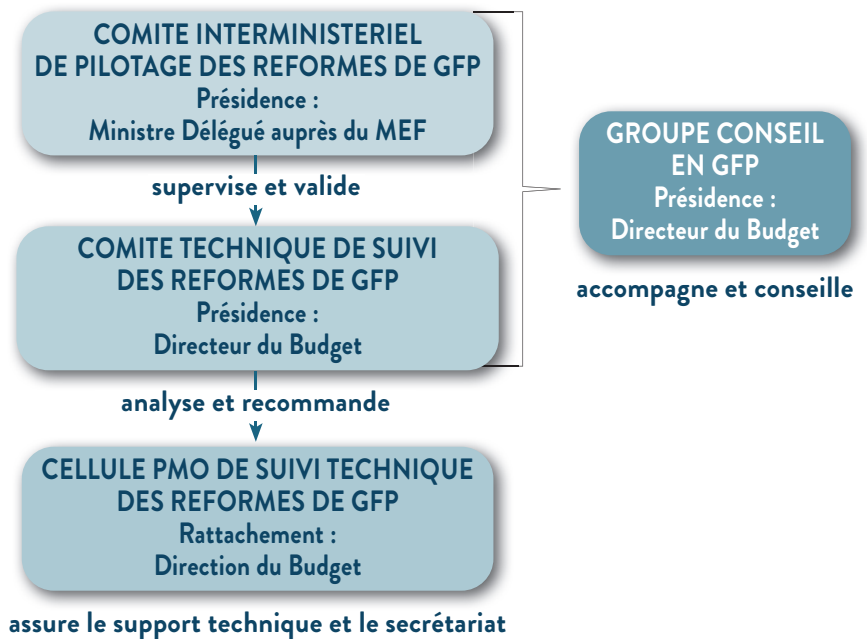 COMITE INTERMINISTERIEL
DE PILOTAGE DES REFORMES DE GFP
Présidence :
Ministre Délégué auprès du MEF
supervise et valide
COMITE TECHNIQUE DE SUIVI
DES REFORMES DE GFP
Présidence :
Directeur du Budget
analyse et recommande
CELLULE PMO DE SUIVI TECHNIQUE
DES REFORMES DE GFP
Rattachement :
Direction du Budget
assure le support technique et le secrétariat
GROUPE CONSEIL
EN GFP
Présidence :
Directeur du Budget
accompagne et conseille